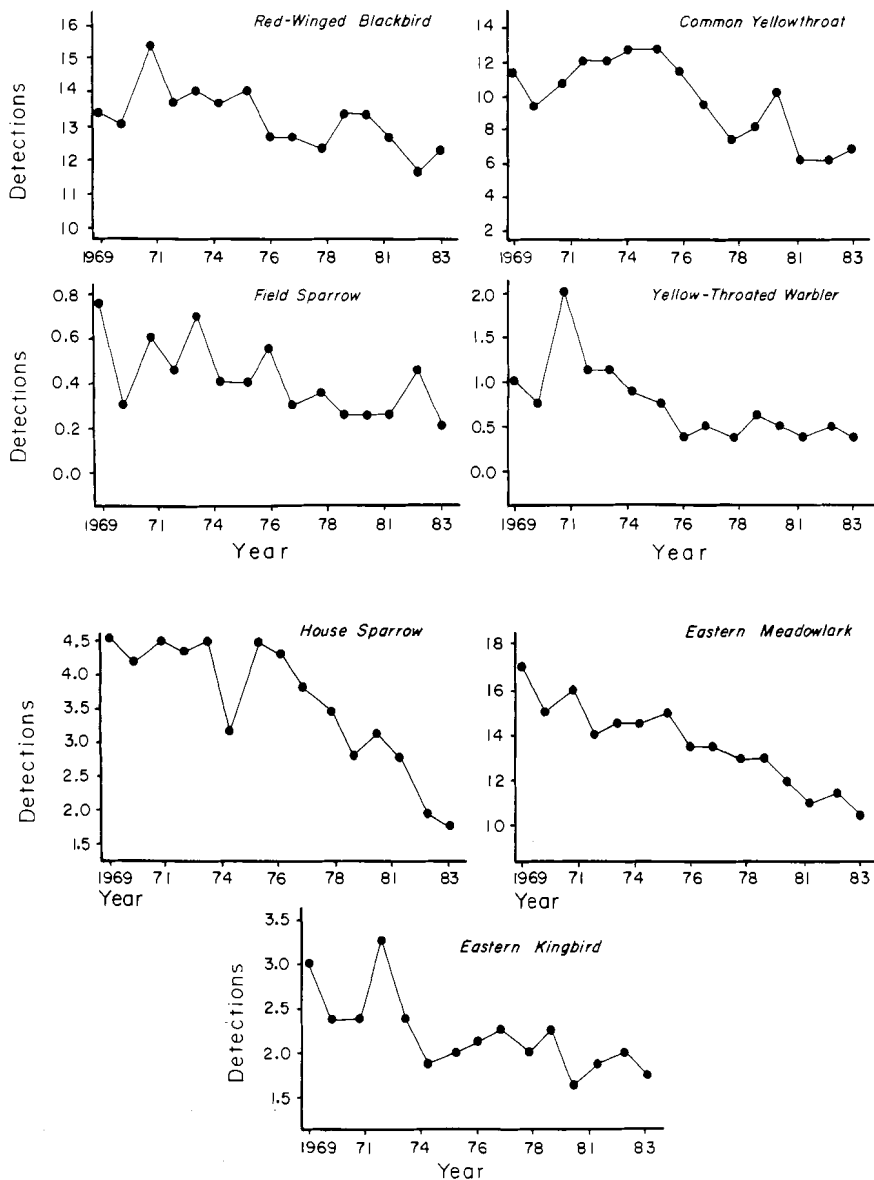 Red-Winged Blackbird
Detections
16
15
14
13
12
11
10
1969 71 74 76 78 81 83
Common Yellowthroat
14
12
10
8
6
4
2
1969 71 74 76 78 81 83
Field Sparrow
Detections
0.8
0.6
0.4
0.2
0.0
1969 71 74 76 78 81 83
Year
Yellow-Throated Warbler
2.0
1.5
1.0
0.5
0.0
1969 71 74 76 78 81 83
Year
House Sparrow
Detections
4.5
4.0
3.5
3.0
2.5
2.0
1.5
1969 71 74 78 81 83
Year
Eastern Meadowlark
18
16
14
12
10
1969 71 74 76 78 81 83
Year
Eastern Kingbird
Detections
3.5
3.0
2.5
2.0
1.5
1969 71 74 76 78 81 83
Year